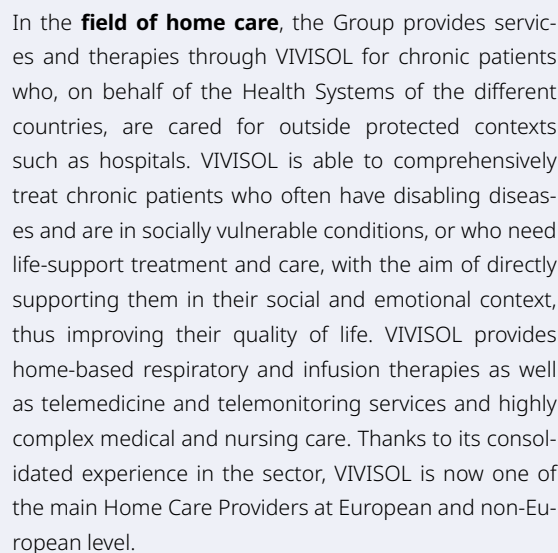 In the field of home care, the Group provides servic-
es and therapies through VIVISOL for chronic patients
who, on behalf of the Health Systems of the different
countries, are cared for outside protected contexts
such as hospitals. VIVISOL is able to comprehensively
treat chronic patients who often have disabling diseas-
es and are in socially vulnerable conditions, or who need
life-support treatment and care, with the aim of directly
supporting them in their social and emotional context,
thus improving their quality of life. VIVISOL provides
home-based respiratory and infusion therapies as well
as telemedicine and telemonitoring services and highly
complex medical and nursing care. Thanks to its consol-
idated experience in the sector, VIVISOL is now one of
the main Home Care Providers at European and non-Eu-
ropean level.